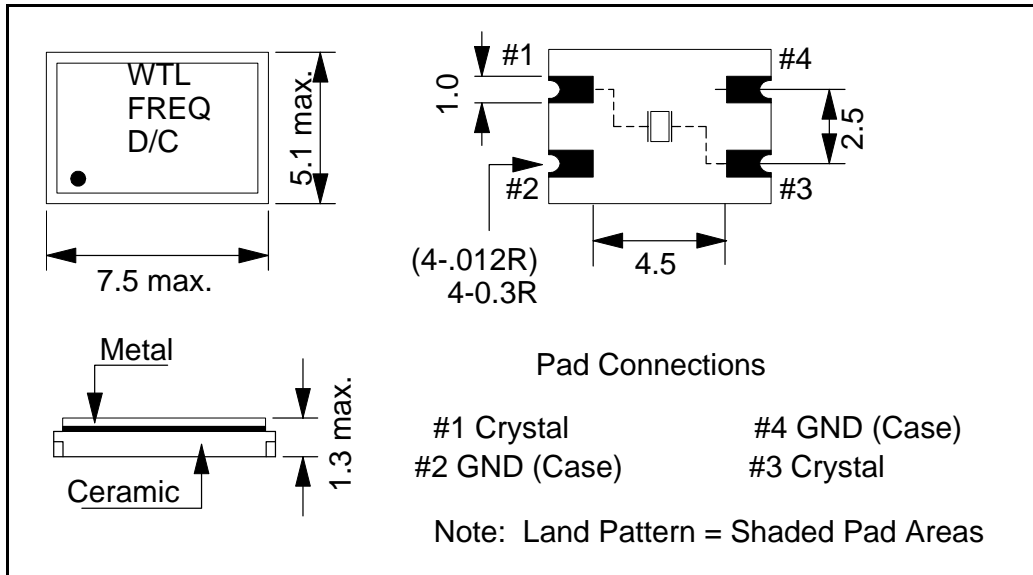 WTL
FREQ
D/C
5.1 max.
7.5 max.
#1
#4
1.0
2.5
#2
#3
(4-.012R)
4-0.3R
4.5
Metal
1.3 max.
Ceramic
Pad Connections
#1 Crystal
#4 GND (Case)
#2 GND (Case)
#3 Crystal
Note: Land Pattern = Shaded Pad Areas